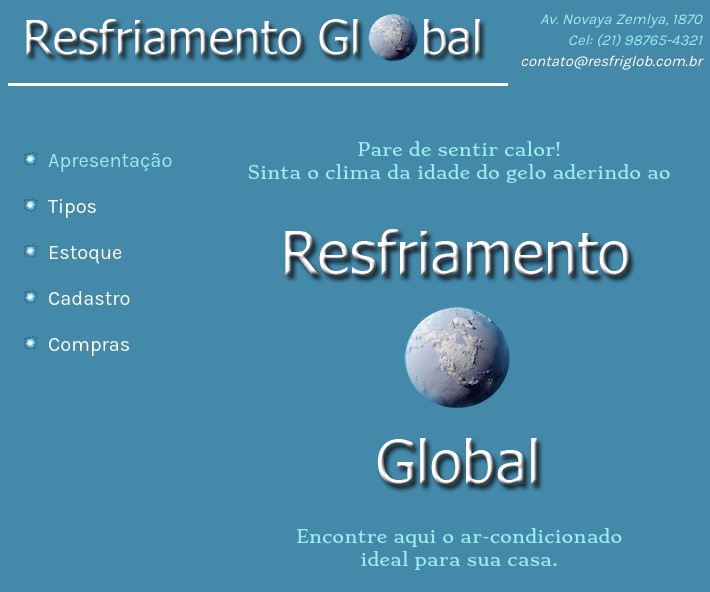 Resfriamento Gl bal
Av. Novaya Zemlya, 1870
Cel: (21) 98765-4321
contato@resfriglob.com.br
Apresentação
Tipos
Estoque
Cadastro
Compras
Pare de sentir calor!
Sinta o clima da idade do gelo aderindo ao
Resfriamento
Global
Encontre aqui o ar-condicionado
ideal para sua casa.